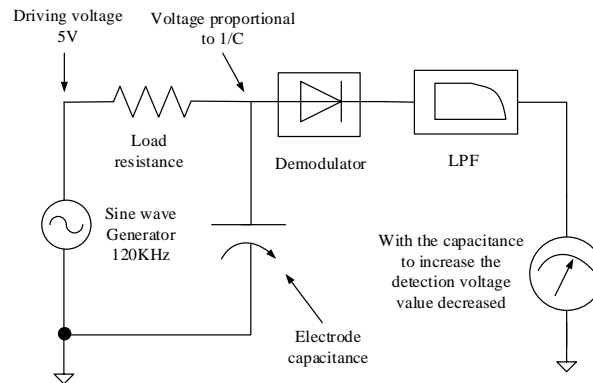 Driving voltage
5V
Voltage proportional
to 1/C
Load
resistance
Demodulator
LPF
Sine wave
Generator
120KHz
With the capacitance
to increase the
detection voltage
value decreased
Electrode
capacitance